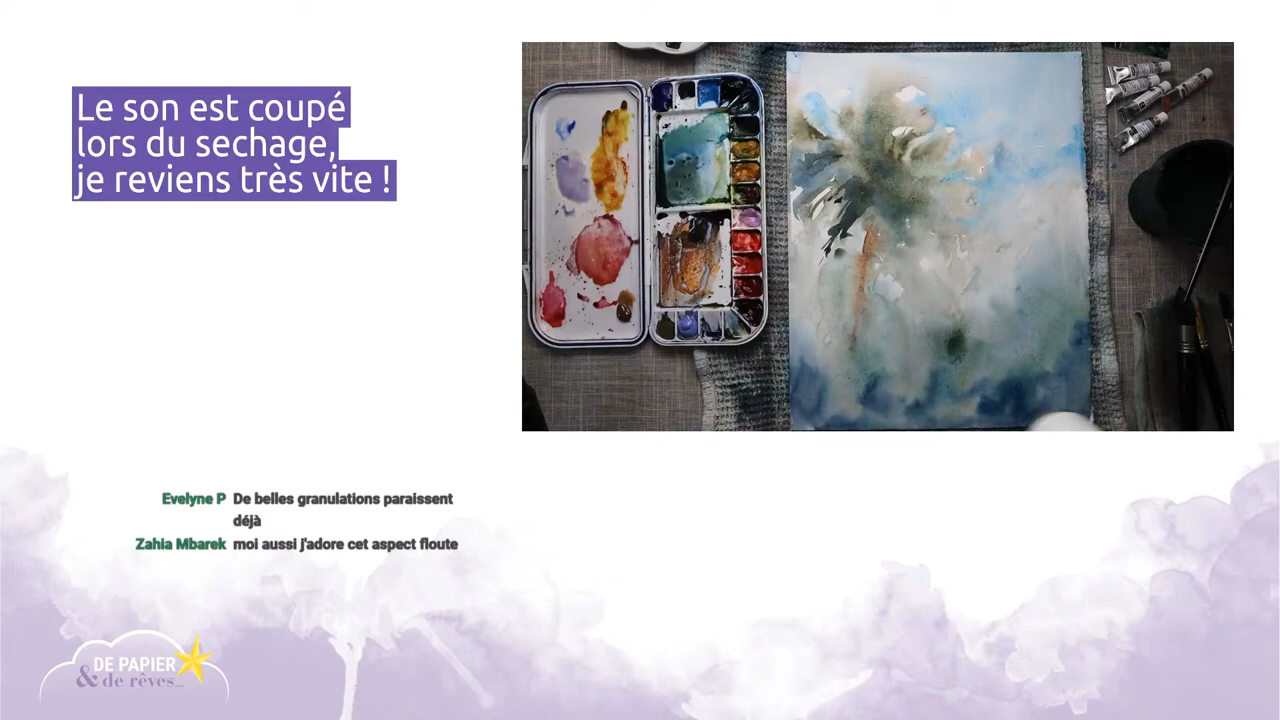 Le son est coupé
lors du sechage,
je reviens très vite !
Evelyne P De belles granulations paraissent
déjà
Zahia Mbarek moi aussi j'adore cet aspect floute
DE PAPIER
& de rêves...